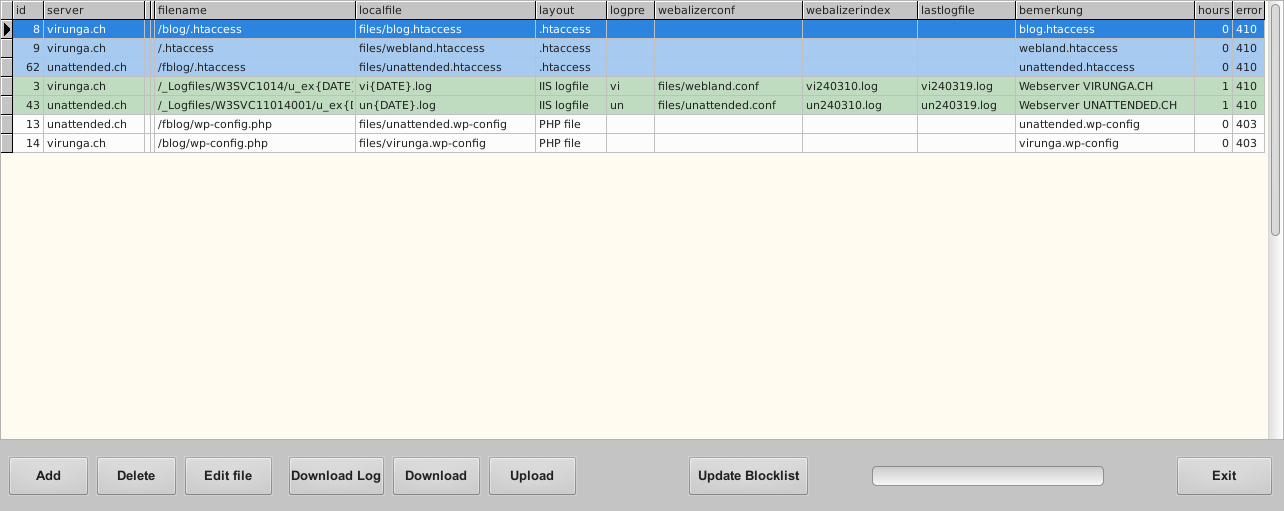 id server filename localfile layout logpre webalizerconf webalizerindex lastlogfile bemerkung hours error
8 virunga.ch /blog/.htaccess files/blog.htaccess .htaccess blog.htaccess 0 410
9 virunga.ch /.htaccess files/webland.htaccess .htaccess webland.htaccess 0 410
62 unattended.ch /fblog/.htaccess files/unattended.htaccess .htaccess unattended.htaccess 0 410
3 virunga.ch /_Logfiles/W3SVC1014/u_ex{DATE} vi{DATE}.log IIS logfile vi files/webland.conf vi240310.log vi240319.log Webserver VIRUNGA.CH 1 410
43 unattended.ch /_Logfiles/W3SVC11014001/u_ex{[ un{DATE}.log IIS logfile un files/unattended.conf un240310.log un240319.log Webserver UNATTENDED.CH 1 410
13 unattended.ch /fblog/wp-config.php files/unattended.wp-config PHP file unattended.wp-config 0 403
14 virunga.ch /blog/wp-config.php files/virunga.wp-config PHP file virunga.wp-config 0 403
Add Delete Edit file Download Log Download Upload Update Blocklist Exit